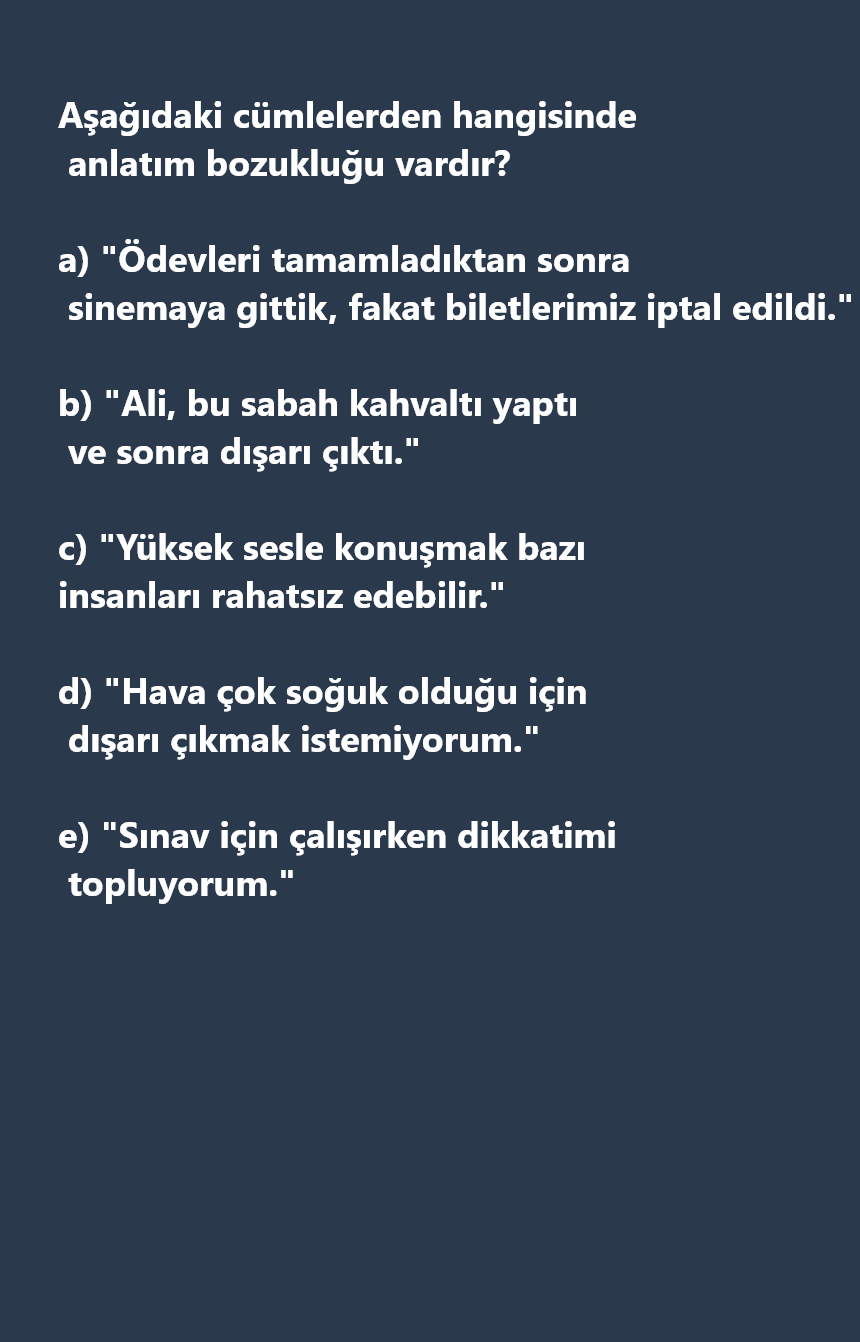 Aşağıdaki cümlelerden hangisinde
anlatım bozukluğu vardır?
a) "Ödevleri tamamladıktan sonra
sinemaya gittik, fakat biletlerimiz iptal edildi."
b) "Ali, bu sabah kahvaltı yaptı
ve sonra dışarı çıktı."
c) "Yüksek sesle konuşmak bazı
insanları rahatsız edebilir."
d) "Hava çok soğuk olduğu için
dışarı çıkmak istemiyorum."
e) "Sınav için çalışırken dikkatimi
topluyorum."